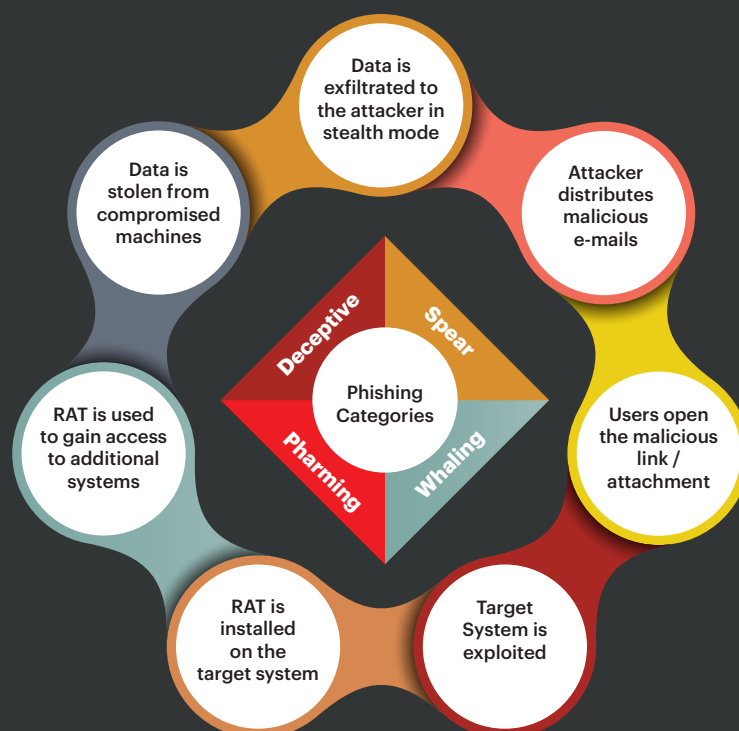 Data is
exfiltrated to
the attacker in
stealth mode
Attacker
distributes
malicious
e-mails
Users open
the malicious
link /
attachment
Target
System is
exploited
RAT is
installed
on the
target system
RAT is used
to gain access
to additional
systems
Data is
stolen from
compromised
machines
Deceptive
Spear
Phishing
Categories
Pharming
Whaling